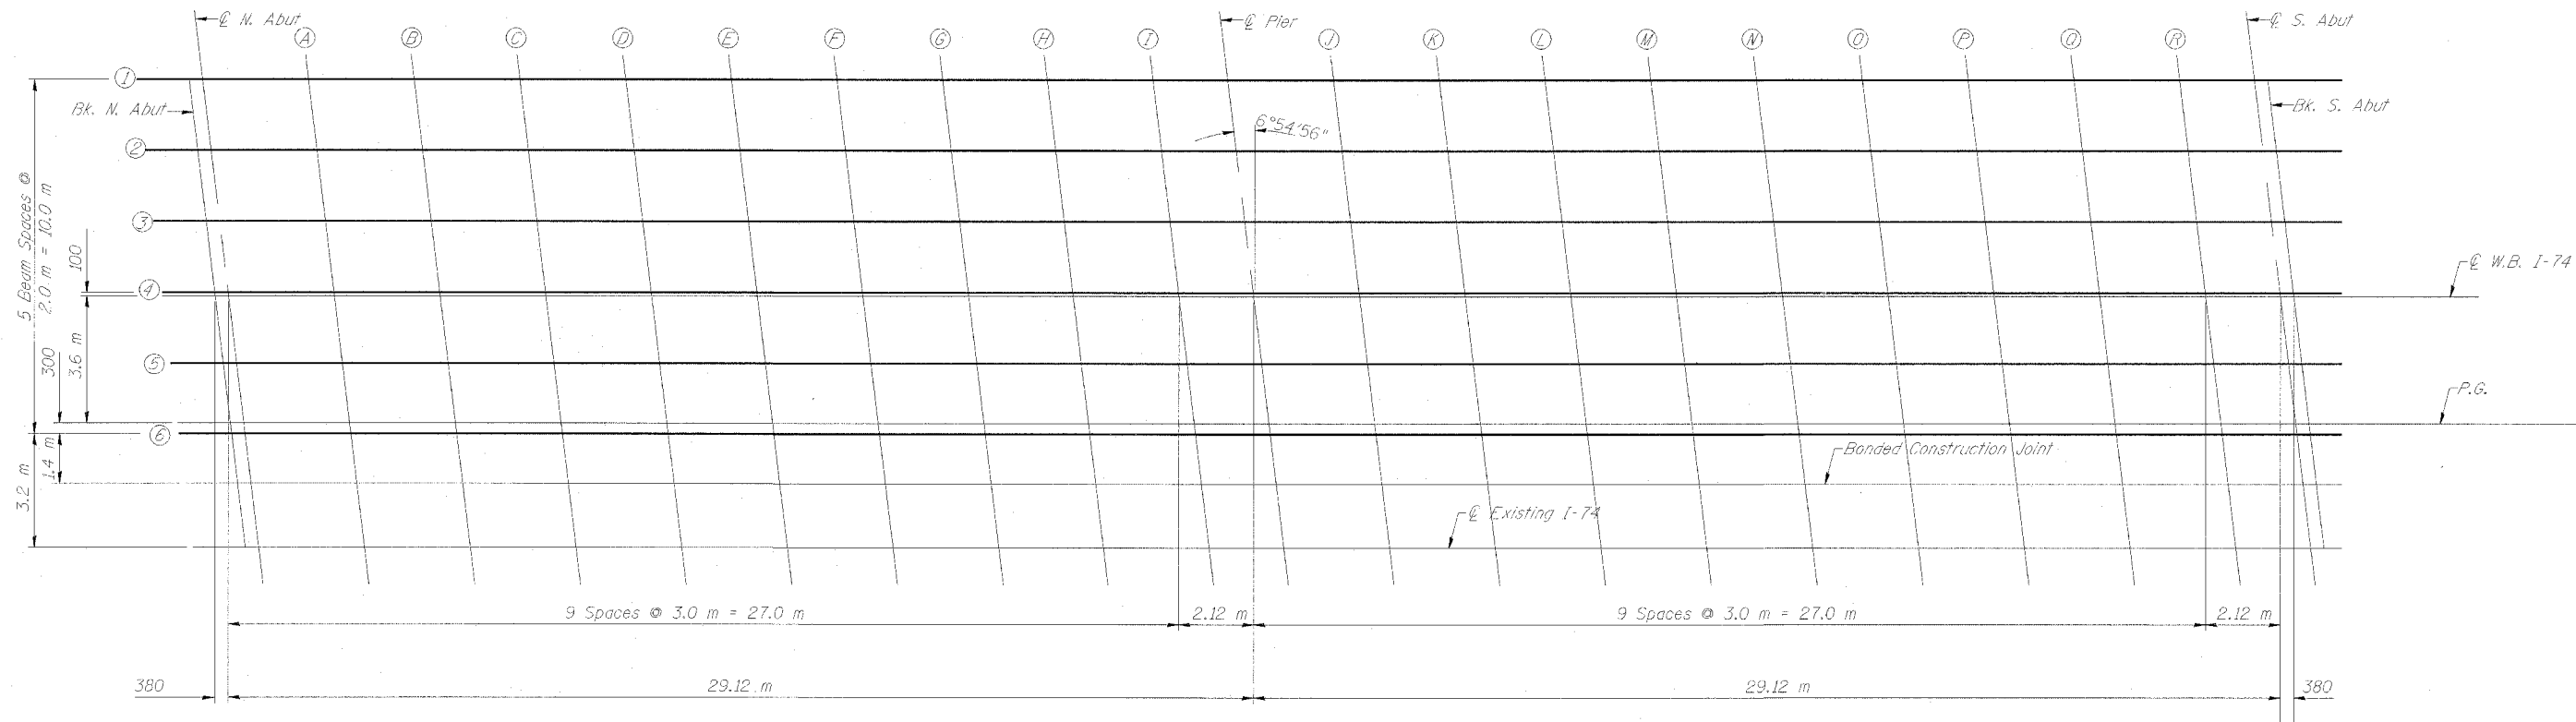 ℄ N. Abut
℄ Pier
℄ S. Abut
A B C D E F G H I J K L M N O P Q R
1
Bk. N. Abut
Bk. S. Abut
6°54'56"
2
3
4
5
6
5 Beam Spaces @
2.0 m = 10.0 m
100
300
3.6 m
3.2 m
1.4 m
℄ W.B. I-74
P.G.
Bonded Construction Joint
℄ Existing I-74
9 Spaces @ 3.0 m = 27.0 m
2.12 m
9 Spaces @ 3.0 m = 27.0 m
2.12 m
380
29.12 m
29.12 m
380